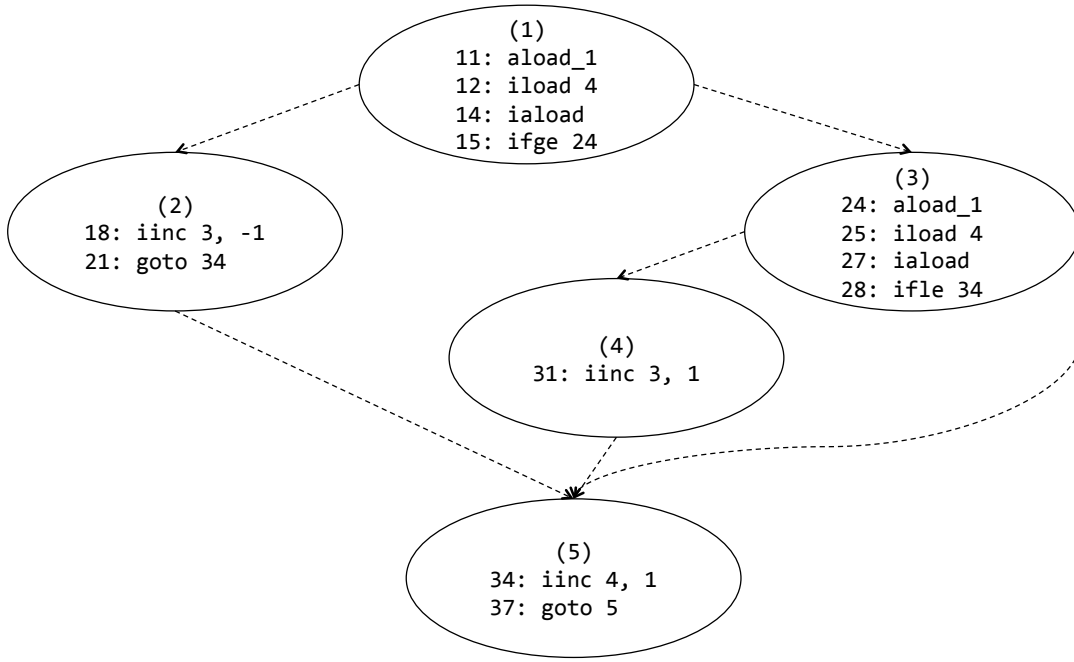 (1)
11: aload_1
12: iload 4
14: iaload
15: ifge 24
(2)
18: iinc 3, -1
21: goto 34
(3)
24: aload_1
25: iload 4
27: iaload
28: ifle 34
(4)
31: iinc 3, 1
(5)
34: iinc 4, 1
37: goto 5